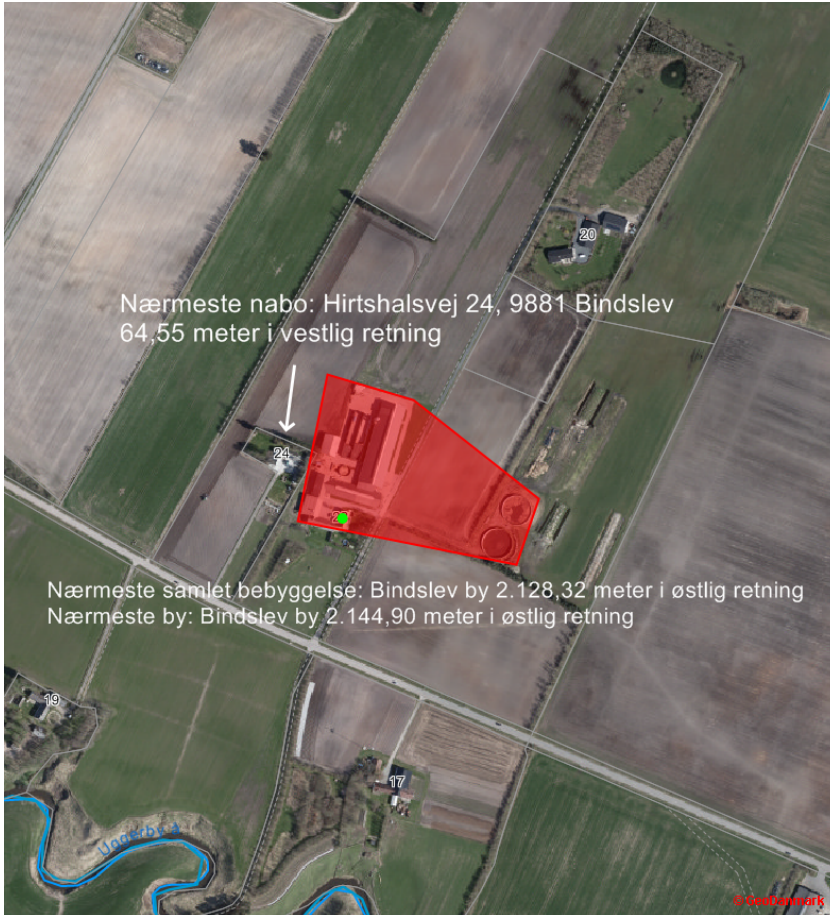 20
Nærmeste nabo: Hirtshalsvej 24, 9881 Bindslev
64,55 meter i vestlig retning
24
Nærmeste samlet bebyggelse: Bindslev by 2.128,32 meter i østlig retning
Nærmeste by: Bindslev by 2.144,90 meter i østlig retning
19
17
Uggerby å
© GeoDanmark